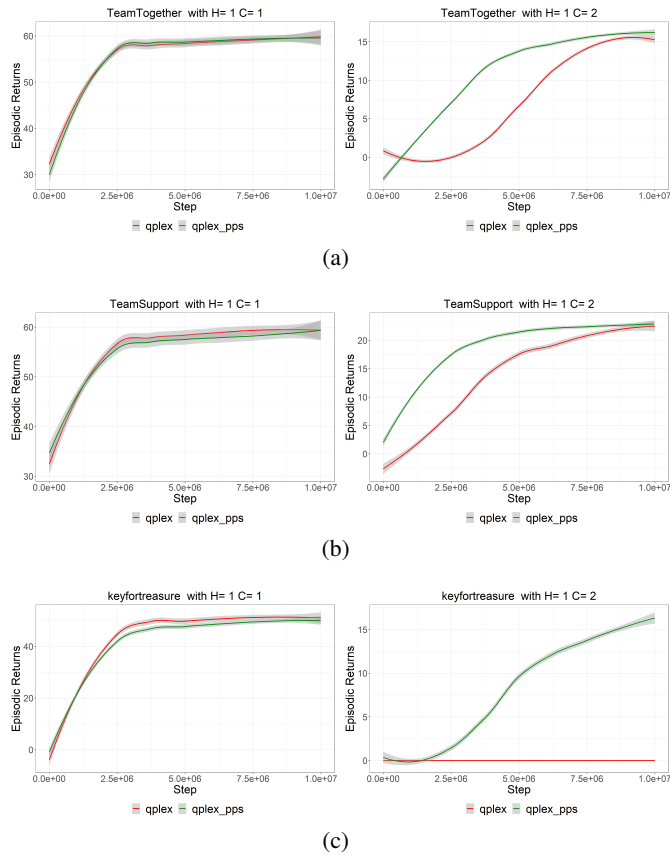 TeamTogether with H= 1 C= 1
TeamTogether with H= 1 C= 2
Episodic Returns
60
50
40
30
0.0e+00 2.5e+06 5.0e+06 7.5e+06 1.0e+07
Step
qplex qplex_pps
Episodic Returns
15
10
5
0
0.0e+00 2.5e+06 5.0e+06 7.5e+06 1.0e+07
Step
qplex qplex_pps
(a)
TeamSupport with H= 1 C= 1
TeamSupport with H= 1 C= 2
Episodic Returns
60
50
40
30
0.0e+00 2.5e+06 5.0e+06 7.5e+06 1.0e+07
Step
qplex qplex_pps
Episodic Returns
20
10
0
0.0e+00 2.5e+06 5.0e+06 7.5e+06 1.0e+07
Step
qplex qplex_pps
(b)
keyfortreasure with H= 1 C= 1
keyfortreasure with H= 1 C= 2
Episodic Returns
40
20
0
0.0e+00 2.5e+06 5.0e+06 7.5e+06 1.0e+07
Step
qplex qplex_pps
Episodic Returns
15
10
5
0
0.0e+00 2.5e+06 5.0e+06 7.5e+06 1.0e+07
Step
qplex qplex_pps
(c)